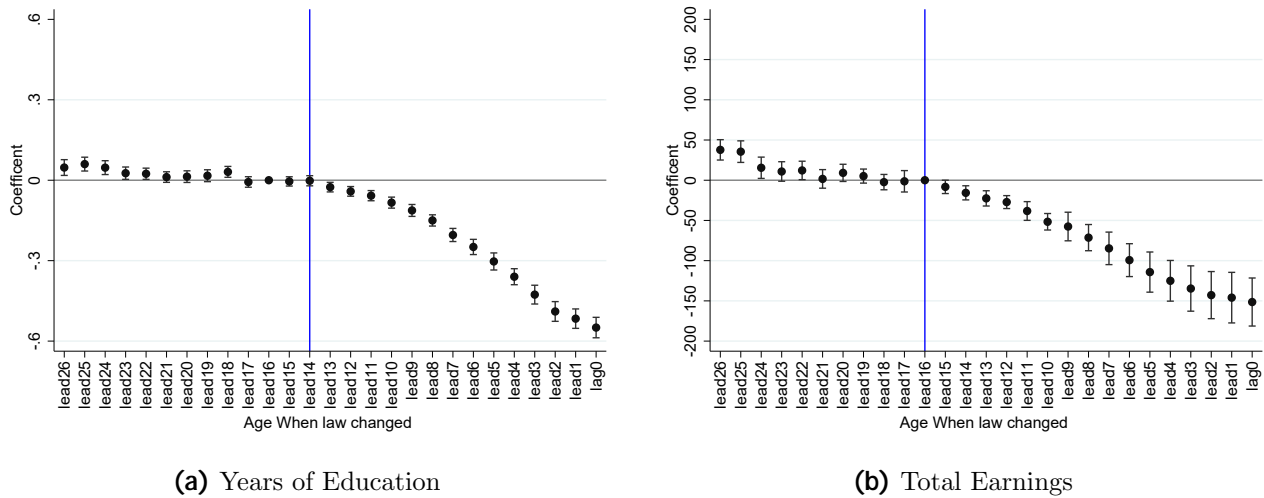 .6
.3
0
-.3
-.6
Coefficent
lead26
lead25
lead24
lead23
lead22
lead21
lead20
lead19
lead18
lead17
lead16
lead15
lead14
lead13
lead12
lead11
lead10
lead9
lead8
lead7
lead6
lead5
lead4
lead3
lead2
lead1
lag0
Age When law changed
(a) Years of Education
200
150
100
50
0
-50
-100
-150
-200
Coefficent
lead26
lead25
lead24
lead23
lead22
lead21
lead20
lead19
lead18
lead17
lead16
lead15
lead14
lead13
lead12
lead11
lead10
lead9
lead8
lead7
lead6
lead5
lead4
lead3
lead2
lead1
lag0
Age When law changed
(b) Total Earnings